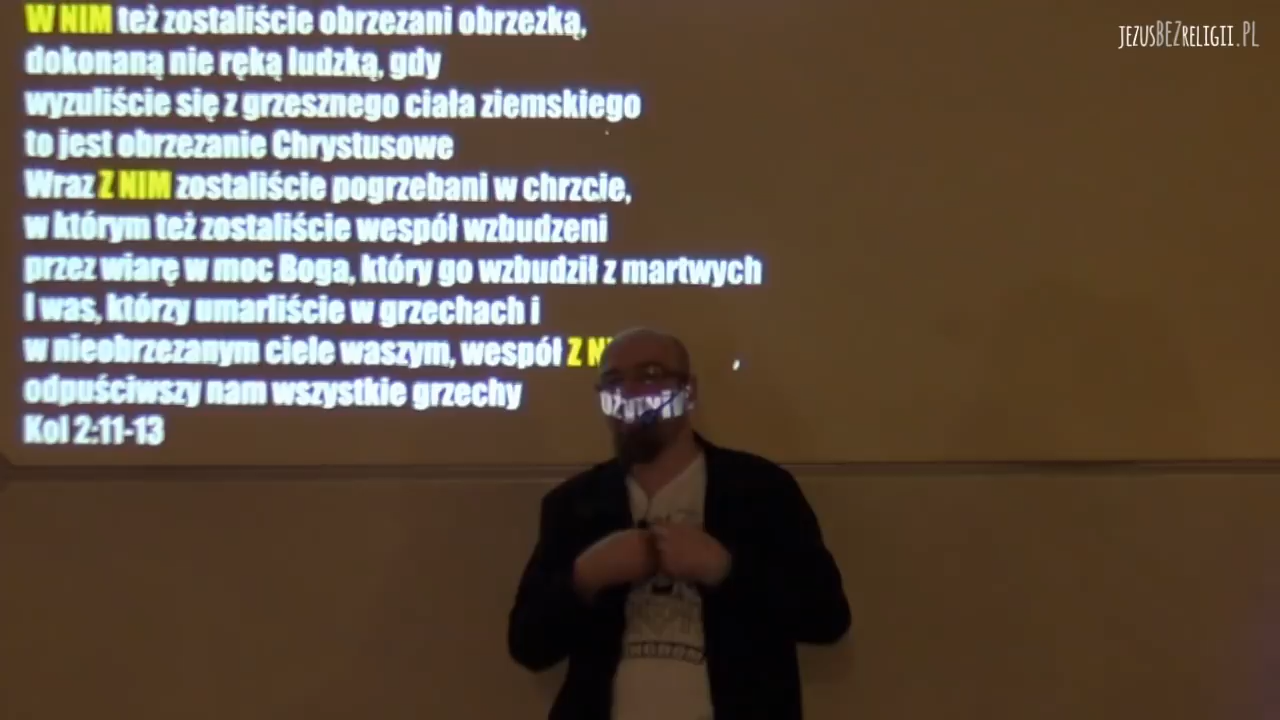 W NIM też zostaliście obrzezani obrzezką,
dokonaną nie ręką ludzką, gdy
wyzuliście się z grzesznego ciała ziemskiego
to jest obrzezanie Chrystusowe
Wraz Z NIM zostaliście pogrzebani w chrzcie,
w którym też zostaliście wespół wzbudzeni
przez wiarę w moc Boga, który go wzbudził z martwych
I was, którzy umarliście w grzechach i
w nieobrzezanym ciele waszym, wespół Z
odpuściwszy nam wszystkie grzechy
Kol 2:11-13
jezusBEZreligii.PL